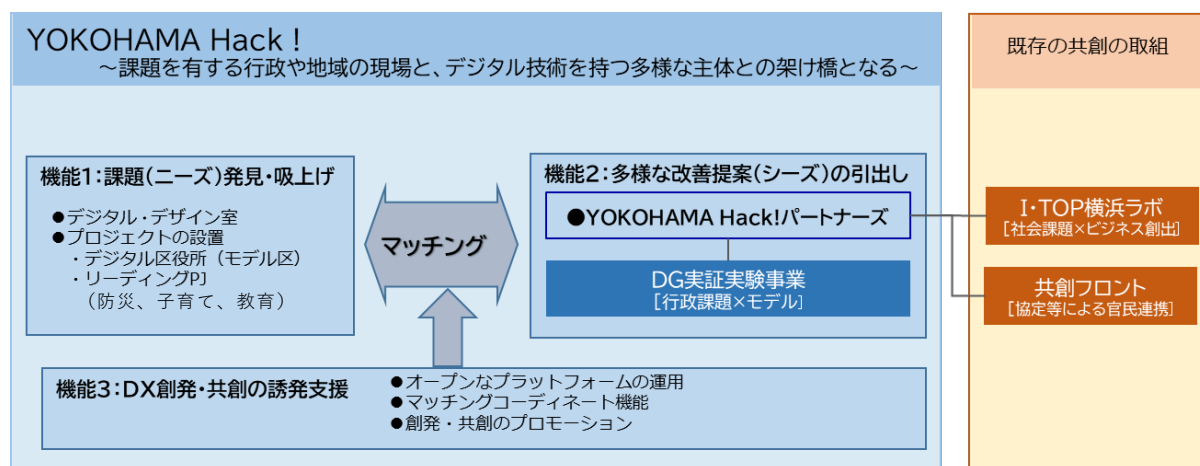 YOKOHAMA Hack！
～課題を有する行政や地域の現場と、デジタル技術を持つ多様な主体との架け橋となる～
既存の共創の取組
機能1：課題（ニーズ）発見・吸上げ
●デジタル・デザイン室
●プロジェクトの設置
・デジタル区役所（モデル区）
・リーディングPJ
（防災、子育て、教育）
マッチング
機能2：多様な改善提案（シーズ）の引出し
●YOKOHAMA Hack!パートナーズ
DG実証実験事業
［行政課題×モデル］
I・TOP横浜ラボ
［社会課題×ビジネス創出］
共創フロント
［協定等による官民連携］
機能3：DX創発・共創の誘発支援
●オープンなプラットフォームの運用
●マッチングコーディネート機能
●創発・共創のプロモーション